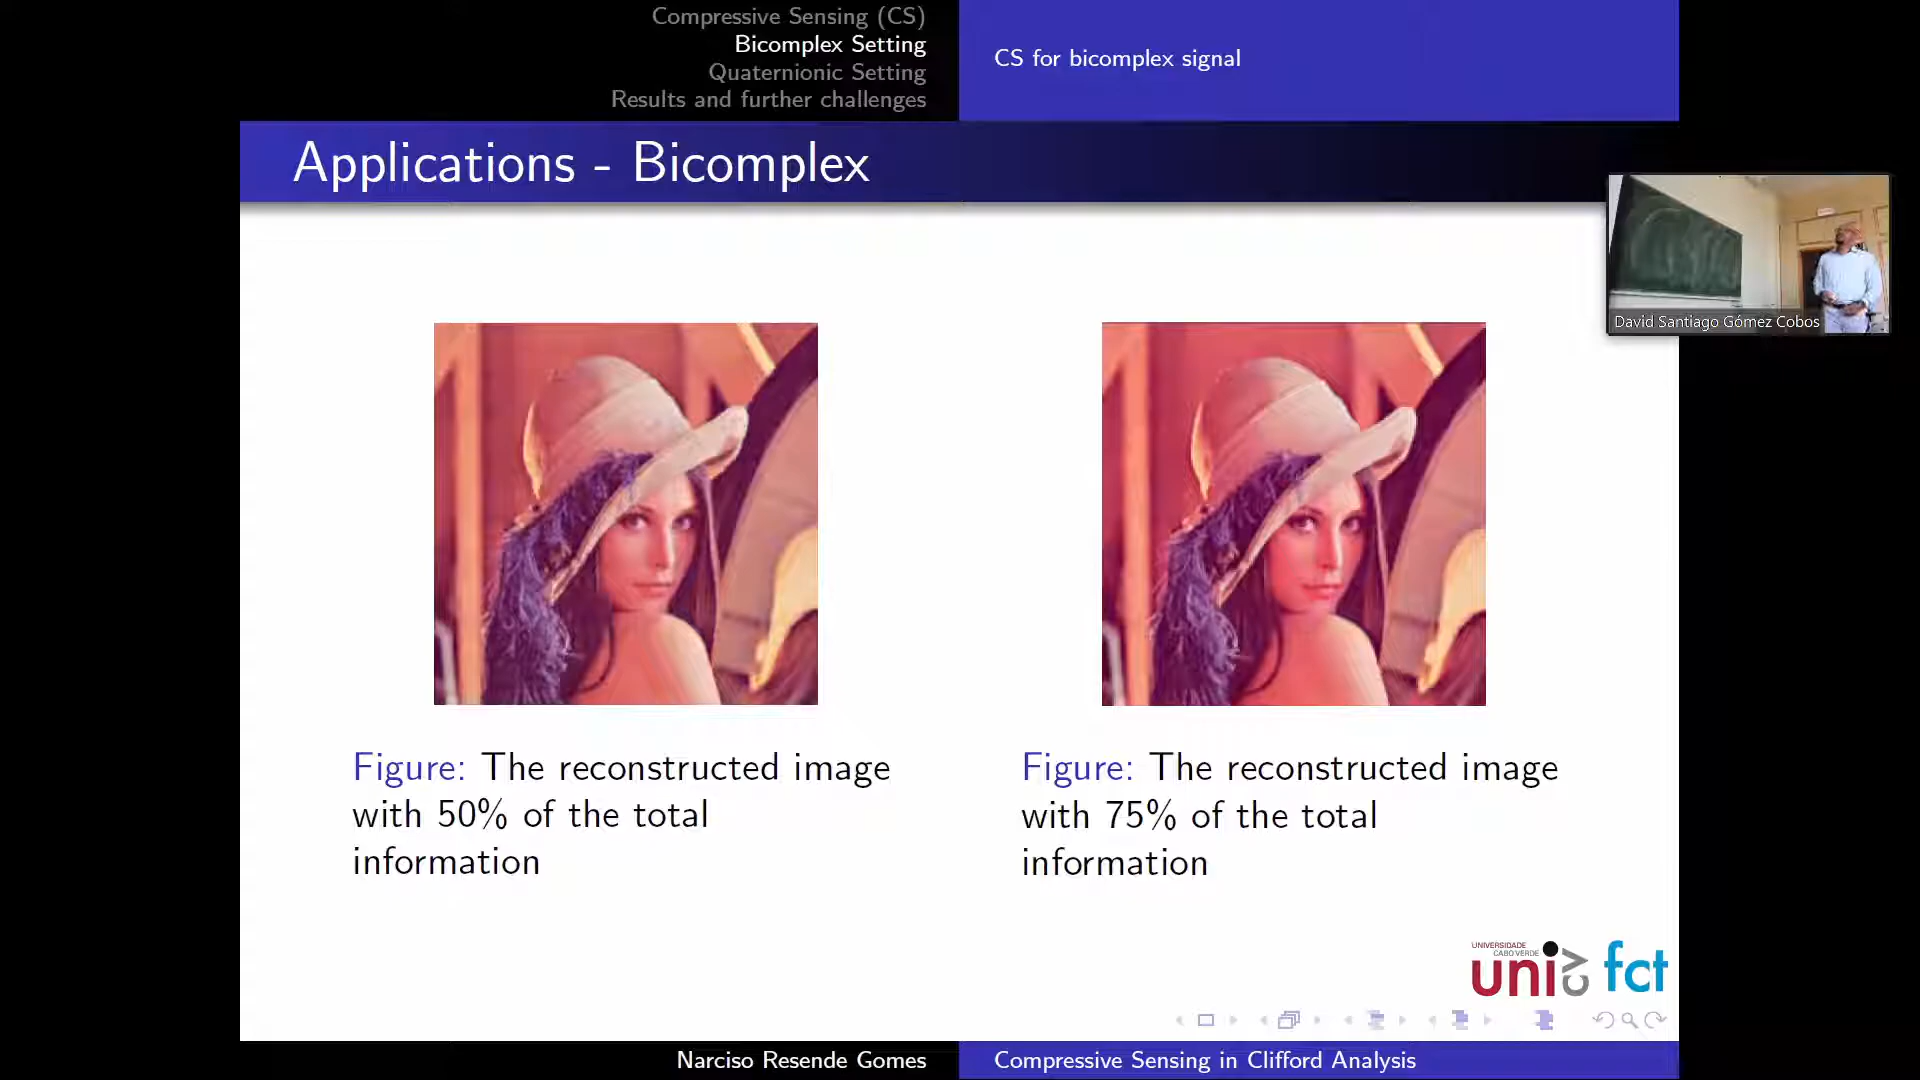 Compressive Sensing (CS)
Bicomplex Setting
Quaternionic Setting
Results and further challenges
CS for bicomplex signal
Applications - Bicomplex
David Santiago Gómez Cobos
Figure: The reconstructed image
with 50% of the total
information
Figure: The reconstructed image
with 75% of the total
information
UNIVERSIDADE
CABO VERDE
uni cv
fct
Narciso Resende Gomes
Compressive Sensing in Clifford Analysis